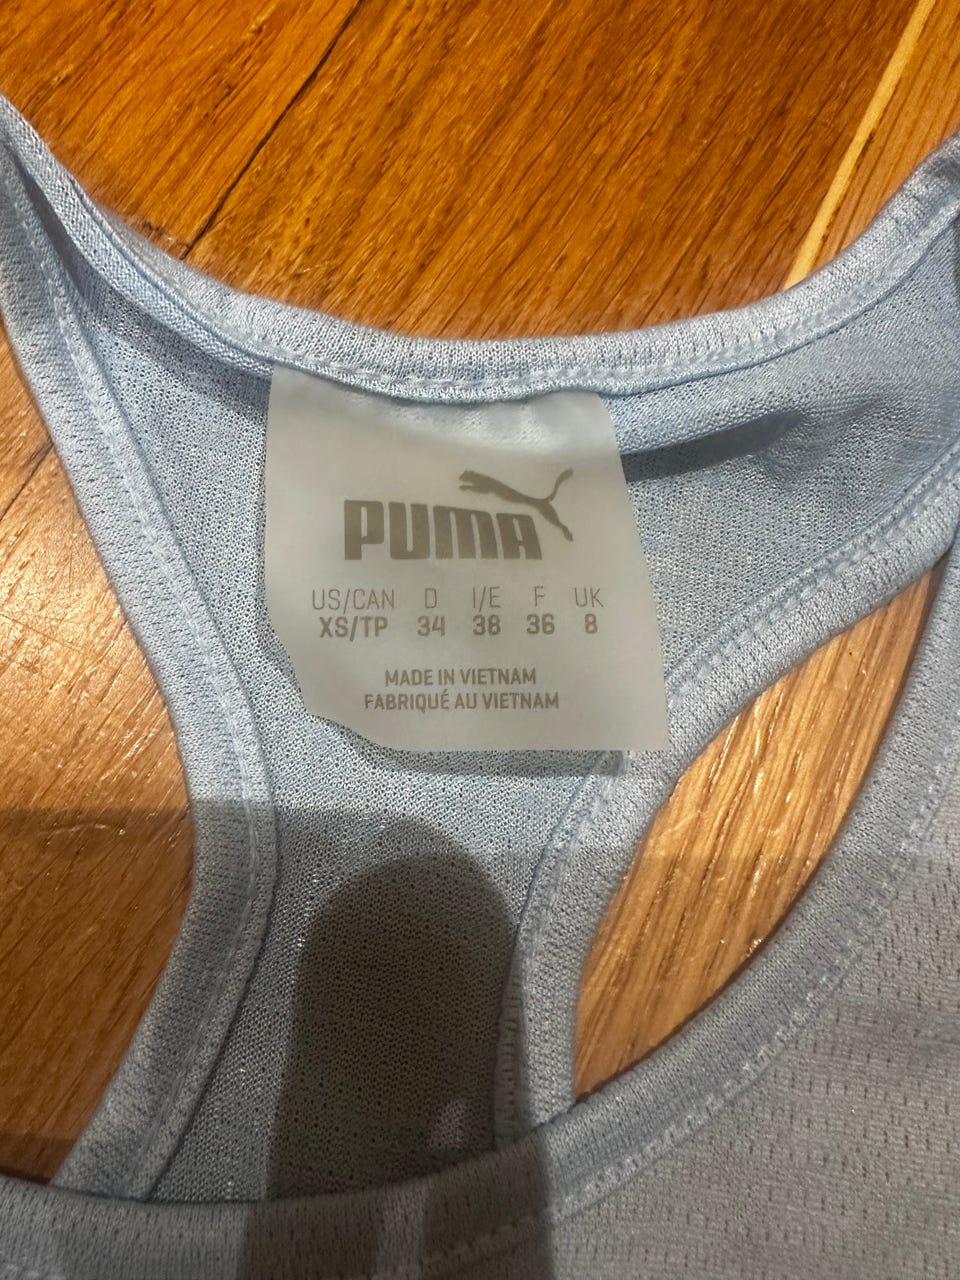 PUMA
US/CAN D I/E F UK
XS/TP 34 38 36 8
MADE IN VIETNAM
FABRIQUÉ AU VIETNAM